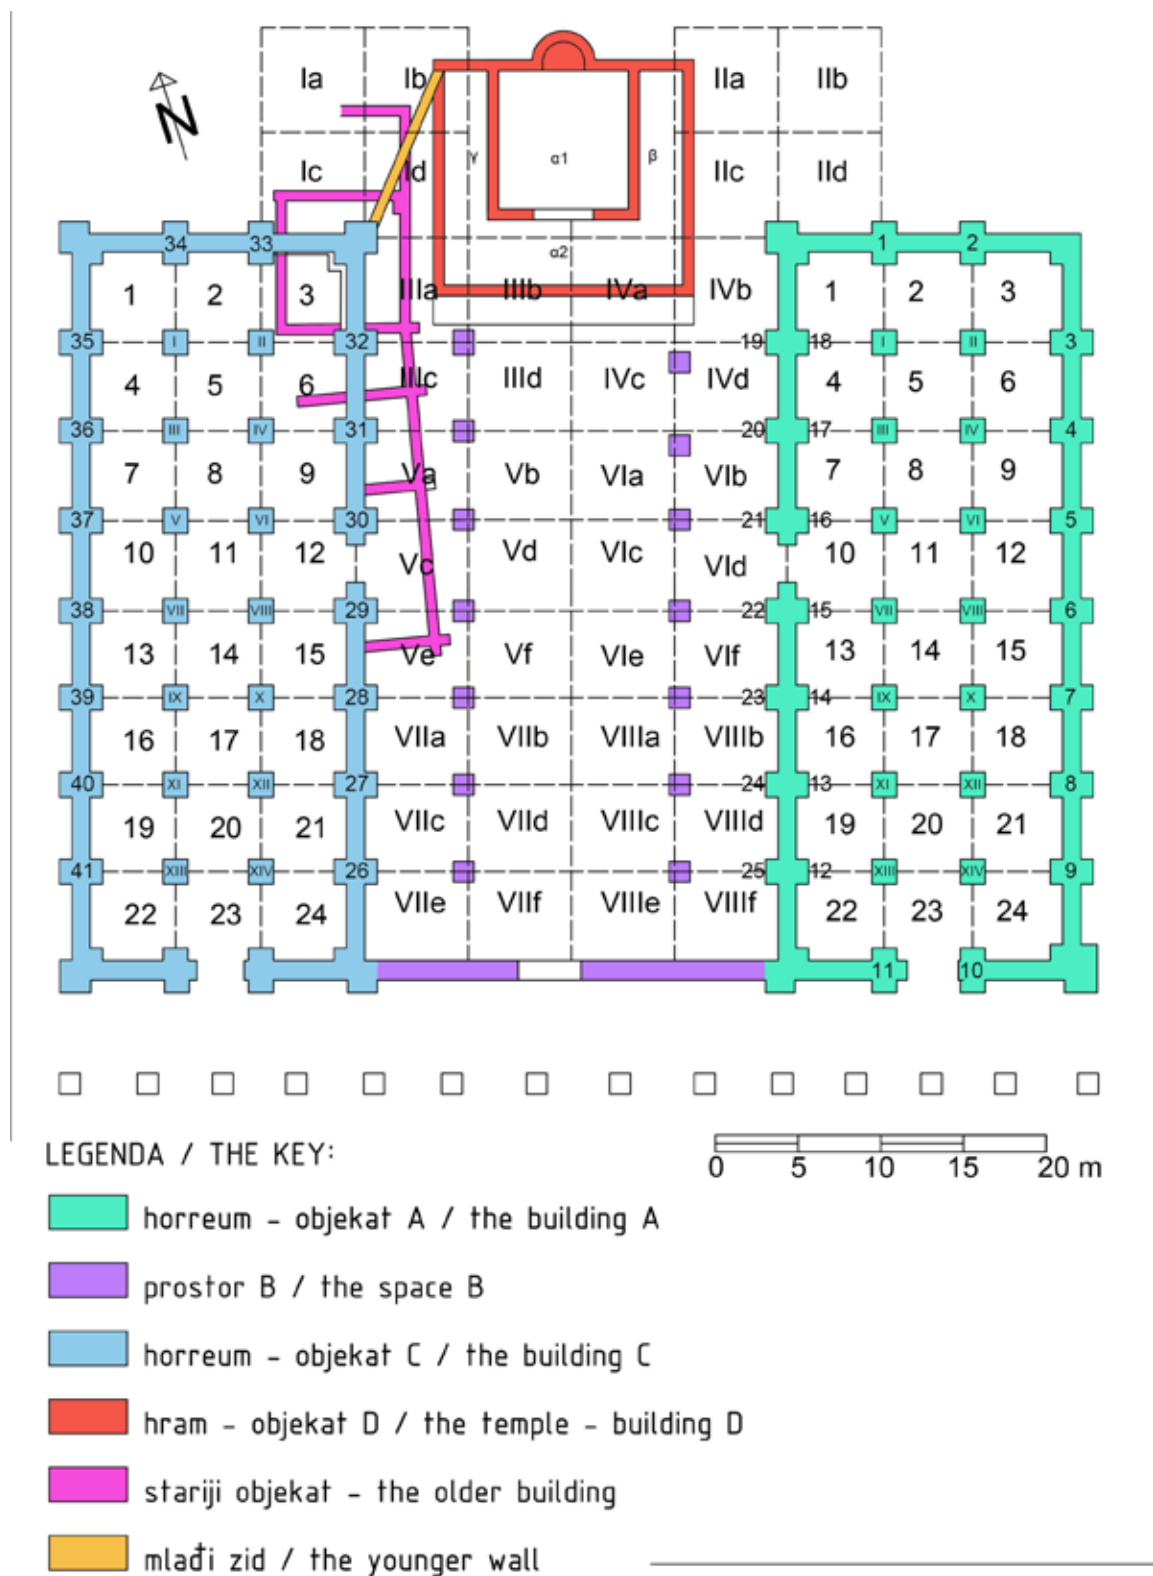 Ia Ib IIa IIb
N
γ α1 β
Ic Id IIc IId
34 33 1 2
α2
1 2 3 IIIa IIIb IVa IVb 1 2 3
35 I II 32 19 18 I II 3
4 5 6 IIIc IIId IVc IVd 4 5 6
36 III IV 31 20 17 III IV 4
7 8 9 Va Vb VIa VIb 7 8 9
37 V VI 30 21 16 V VI 5
10 11 12 Vc Vd VIc VId 10 11 12
38 VII VIII 29 22 15 VII VIII 6
13 14 15 Ve Vf VIe VIf 13 14 15
39 IX X 28 23 14 IX X 7
16 17 18 VIIa VIIb VIIIa VIIIb 16 17 18
40 XI XII 27 24 13 XI XII 8
19 20 21 VIIc VIId VIIIc VIIId 19 20 21
41 XIII XIV 26 25 12 XIII XIV 9
22 23 24 VIIe VIIf VIIIe VIIIf 22 23 24
11 10
LEGENDA / THE KEY:
0 5 10 15 20 m
horreum - objekat A / the building A
prostor B / the space B
horreum - objekat C / the building C
hram - objekat D / the temple - building D
stariji objekat - the older building
mlađi zid / the younger wall